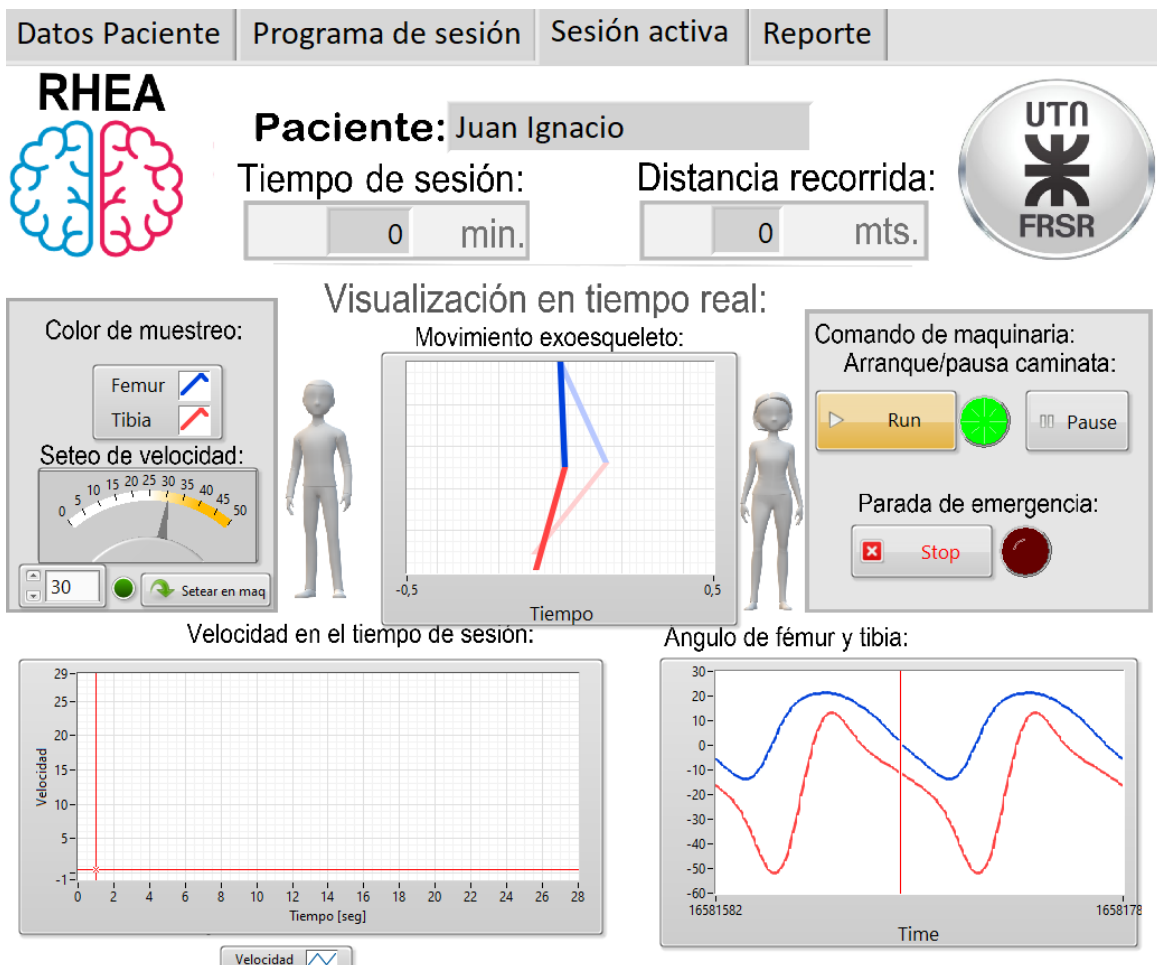 Datos Paciente Programa de sesión Sesión activa Reporte
RHEA
Paciente: Juan Ignacio
UTN
FRSR
Tiempo de sesión: Distancia recorrida:
0 min. 0 mts.
Visualización en tiempo real:
Color de muestreo:
Femur
Tibia
Seteo de velocidad:
0 5 10 15 20 25 30 35 40 45 50
30 Setear en maq
Movimiento exoesqueleto:
-0,5 0,5
Tiempo
Comando de maquinaria:
Arranque/pausa caminata:
Run Pause
Parada de emergencia:
Stop
Velocidad en el tiempo de sesión:
29
25
20
15
10
5
-1
Velocidad
0 2 4 6 8 10 12 14 16 18 20 22 24 26 28
Tiempo [seg]
Velocidad
Angulo de fémur y tibia:
30
20
10
0
-10
-20
-30
-40
-50
-60
16581582 1658178
Time